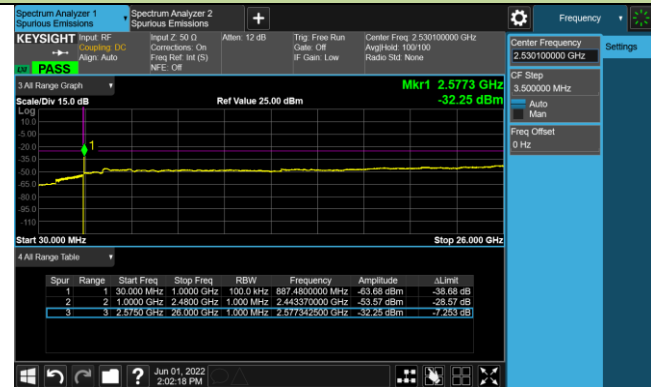 Spectrum Analyzer 1
Spurious Emissions
Spectrum Analyzer 2
Spurious Emissions
+
Frequency
KEYSIGHT
Input: RF
Coupling: DC
Align: Auto
Input Z: 50 Ω
Corrections: On
Freq Ref: Int (S)
NFE: Off
Atten: 12 dB
Trig: Free Run
Gate: Off
IF Gain: Low
Center Freq: 2.530100000 GHz
Avg|Hold: 100/100
Radio Std: None
PASS
Center Frequency
2.530100000 GHz
Settings
CF Step
3.500000 MHz
Auto
Man
Freq Offset
0 Hz
3 All Range Graph
Mkr1 2.5773 GHz
Scale/Div 15.0 dB
Ref Value 25.00 dBm
-32.25 dBm
Log
10.0
-5.00
-20.0
1
-35.0
-50.0
-65.0
-80.0
-95.0
-110
Start 30.000 MHz
Stop 26.000 GHz
4 All Range Table
Spur Range Start Freq Stop Freq RBW Frequency Amplitude ΔLimit
1 1 30.000 MHz 1.0000 GHz 100.0 kHz 887.4800000 MHz -63.68 dBm -38.68 dB
2 2 1.0000 GHz 2.4800 GHz 1.000 MHz 2.443370000 GHz -53.57 dBm -28.57 dB
3 3 2.5750 GHz 26.000 GHz 1.000 MHz 2.577342500 GHz -32.25 dBm -7.253 dB
?
Jun 01, 2022
2:02:18 PM